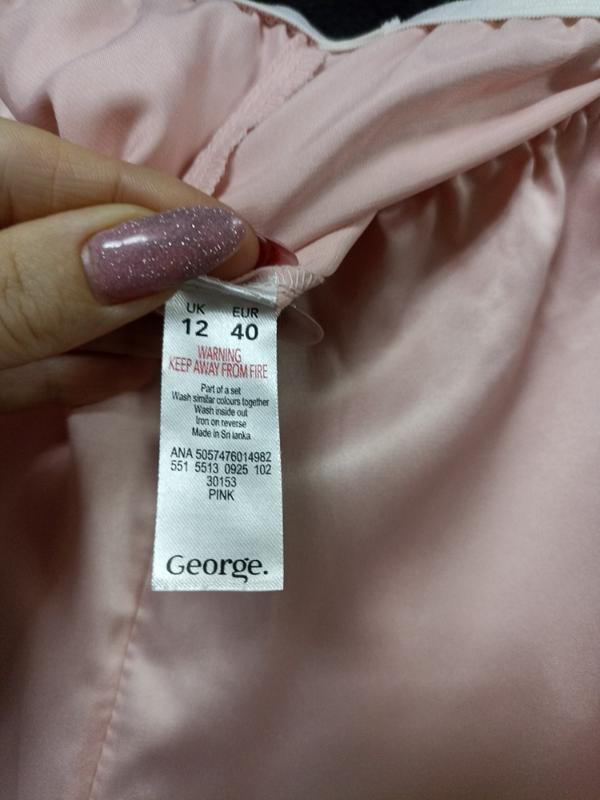 UK EUR
12 40
WARNING
KEEP AWAY FROM FIRE
Part of a set
Wash similar colours together
Wash inside out
Iron on reverse
Made in Sri lanka
ANA 5057476014982
551 5513 0925 102
30153
PINK
George.